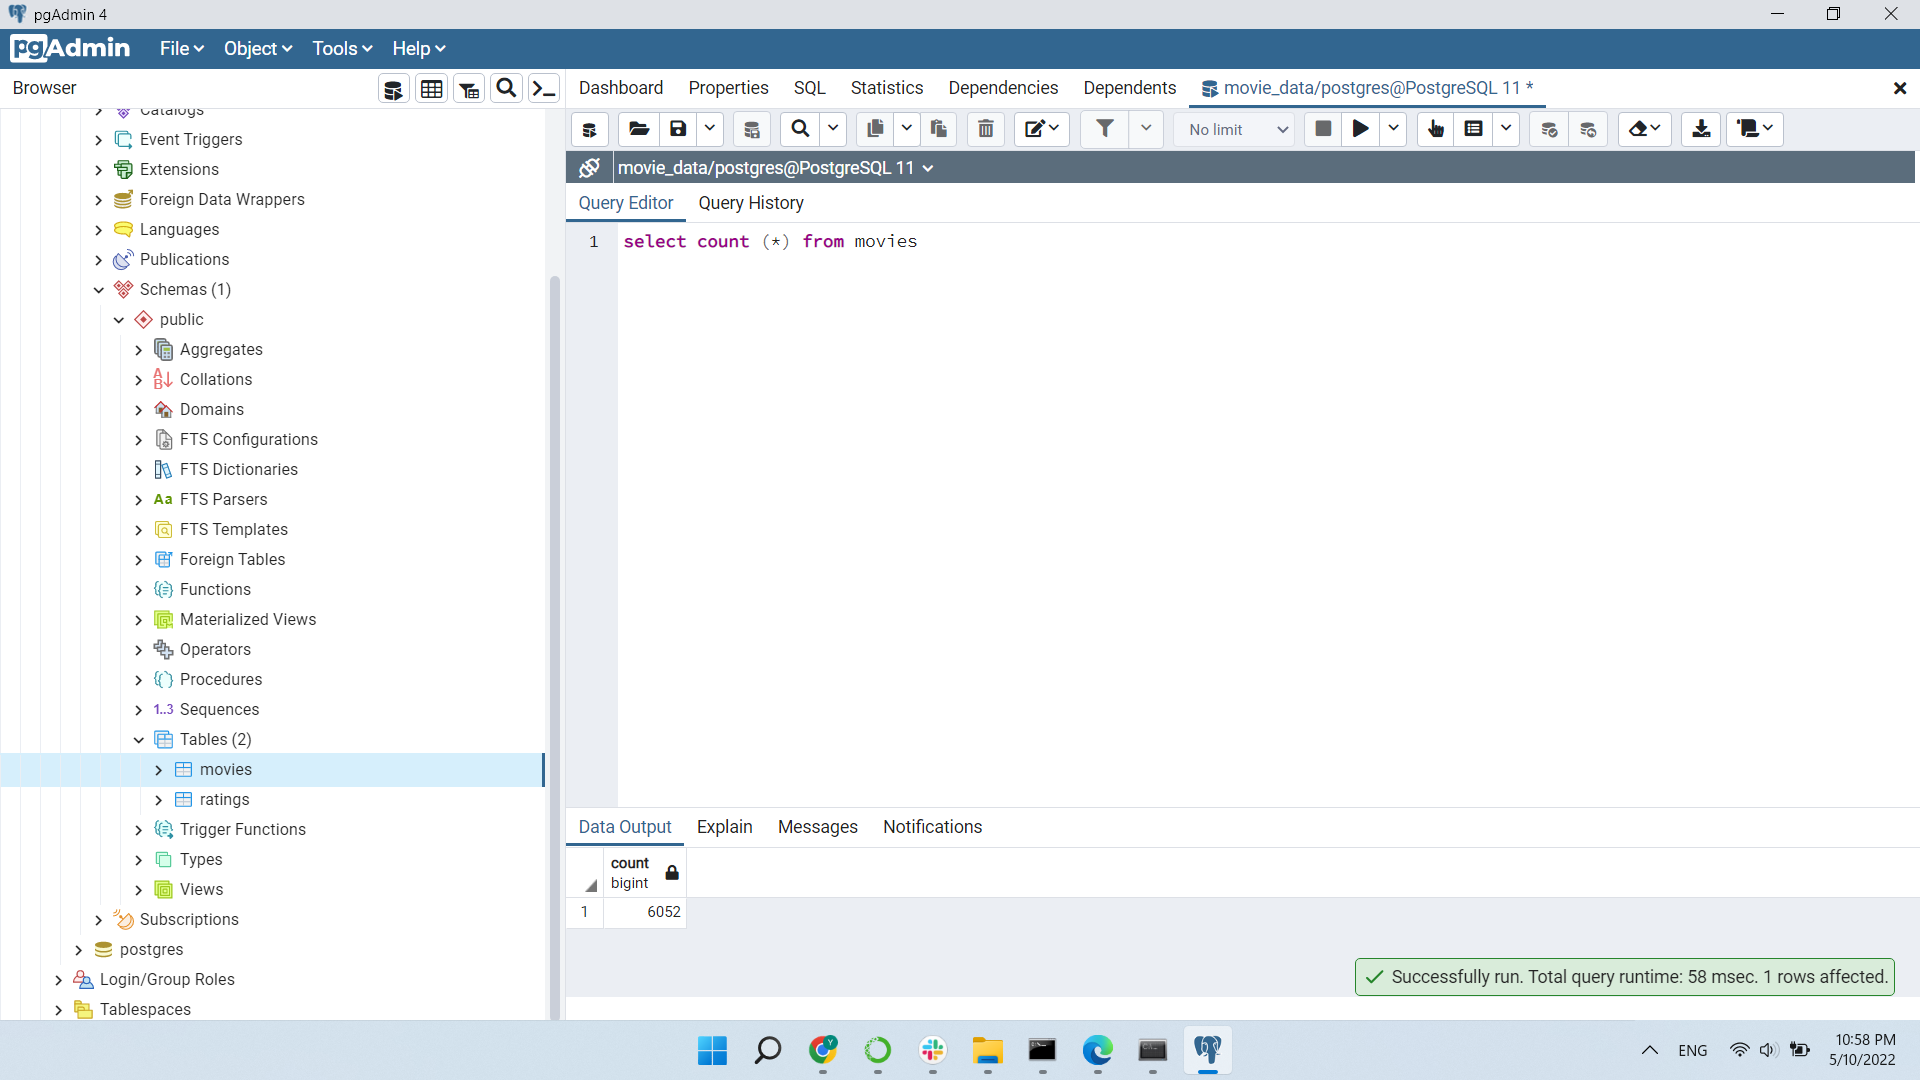 pgAdmin 4
pgAdmin File Object Tools Help
Browser
Dashboard Properties SQL Statistics Dependencies Dependents movie_data/postgres@PostgreSQL 11 *
No limit
movie_data/postgres@PostgreSQL 11
Query Editor Query History
1 select count (*) from movies
Catalogs
Event Triggers
Extensions
Foreign Data Wrappers
Languages
Publications
Schemas (1)
public
Aggregates
Collations
Domains
FTS Configurations
FTS Dictionaries
Aa FTS Parsers
FTS Templates
Foreign Tables
Functions
Materialized Views
Operators
Procedures
1..3 Sequences
Tables (2)
movies
ratings
Trigger Functions
Types
Views
Subscriptions
postgres
Login/Group Roles
Tablespaces
Data Output Explain Messages Notifications
count
bigint
1 6052
Successfully run. Total query runtime: 58 msec. 1 rows affected.
ENG
10:58 PM
5/10/2022